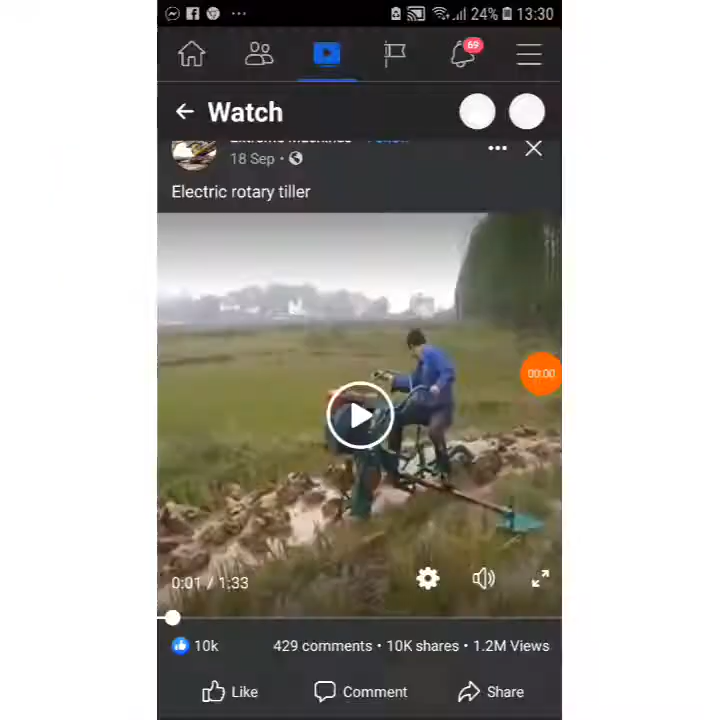 24% 13:30
69
Watch
18 Sep
Electric rotary tiller
00:00
0:01 / 1:33
10k 429 comments • 10K shares • 1.2M Views
Like Comment Share